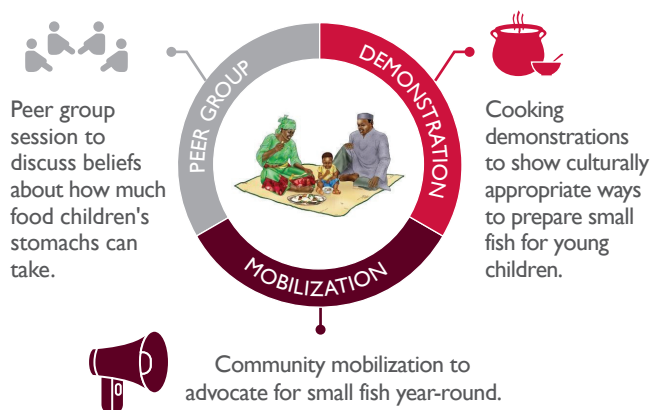 PEER GROUP
DEMONSTRATION
MOBILIZATION
Peer group
session to
discuss beliefs
about how much
food children's
stomachs can
take.
Cooking
demonstrations
to show culturally
appropriate ways
to prepare small
fish for young
children.
Community mobilization to
advocate for small fish year-round.